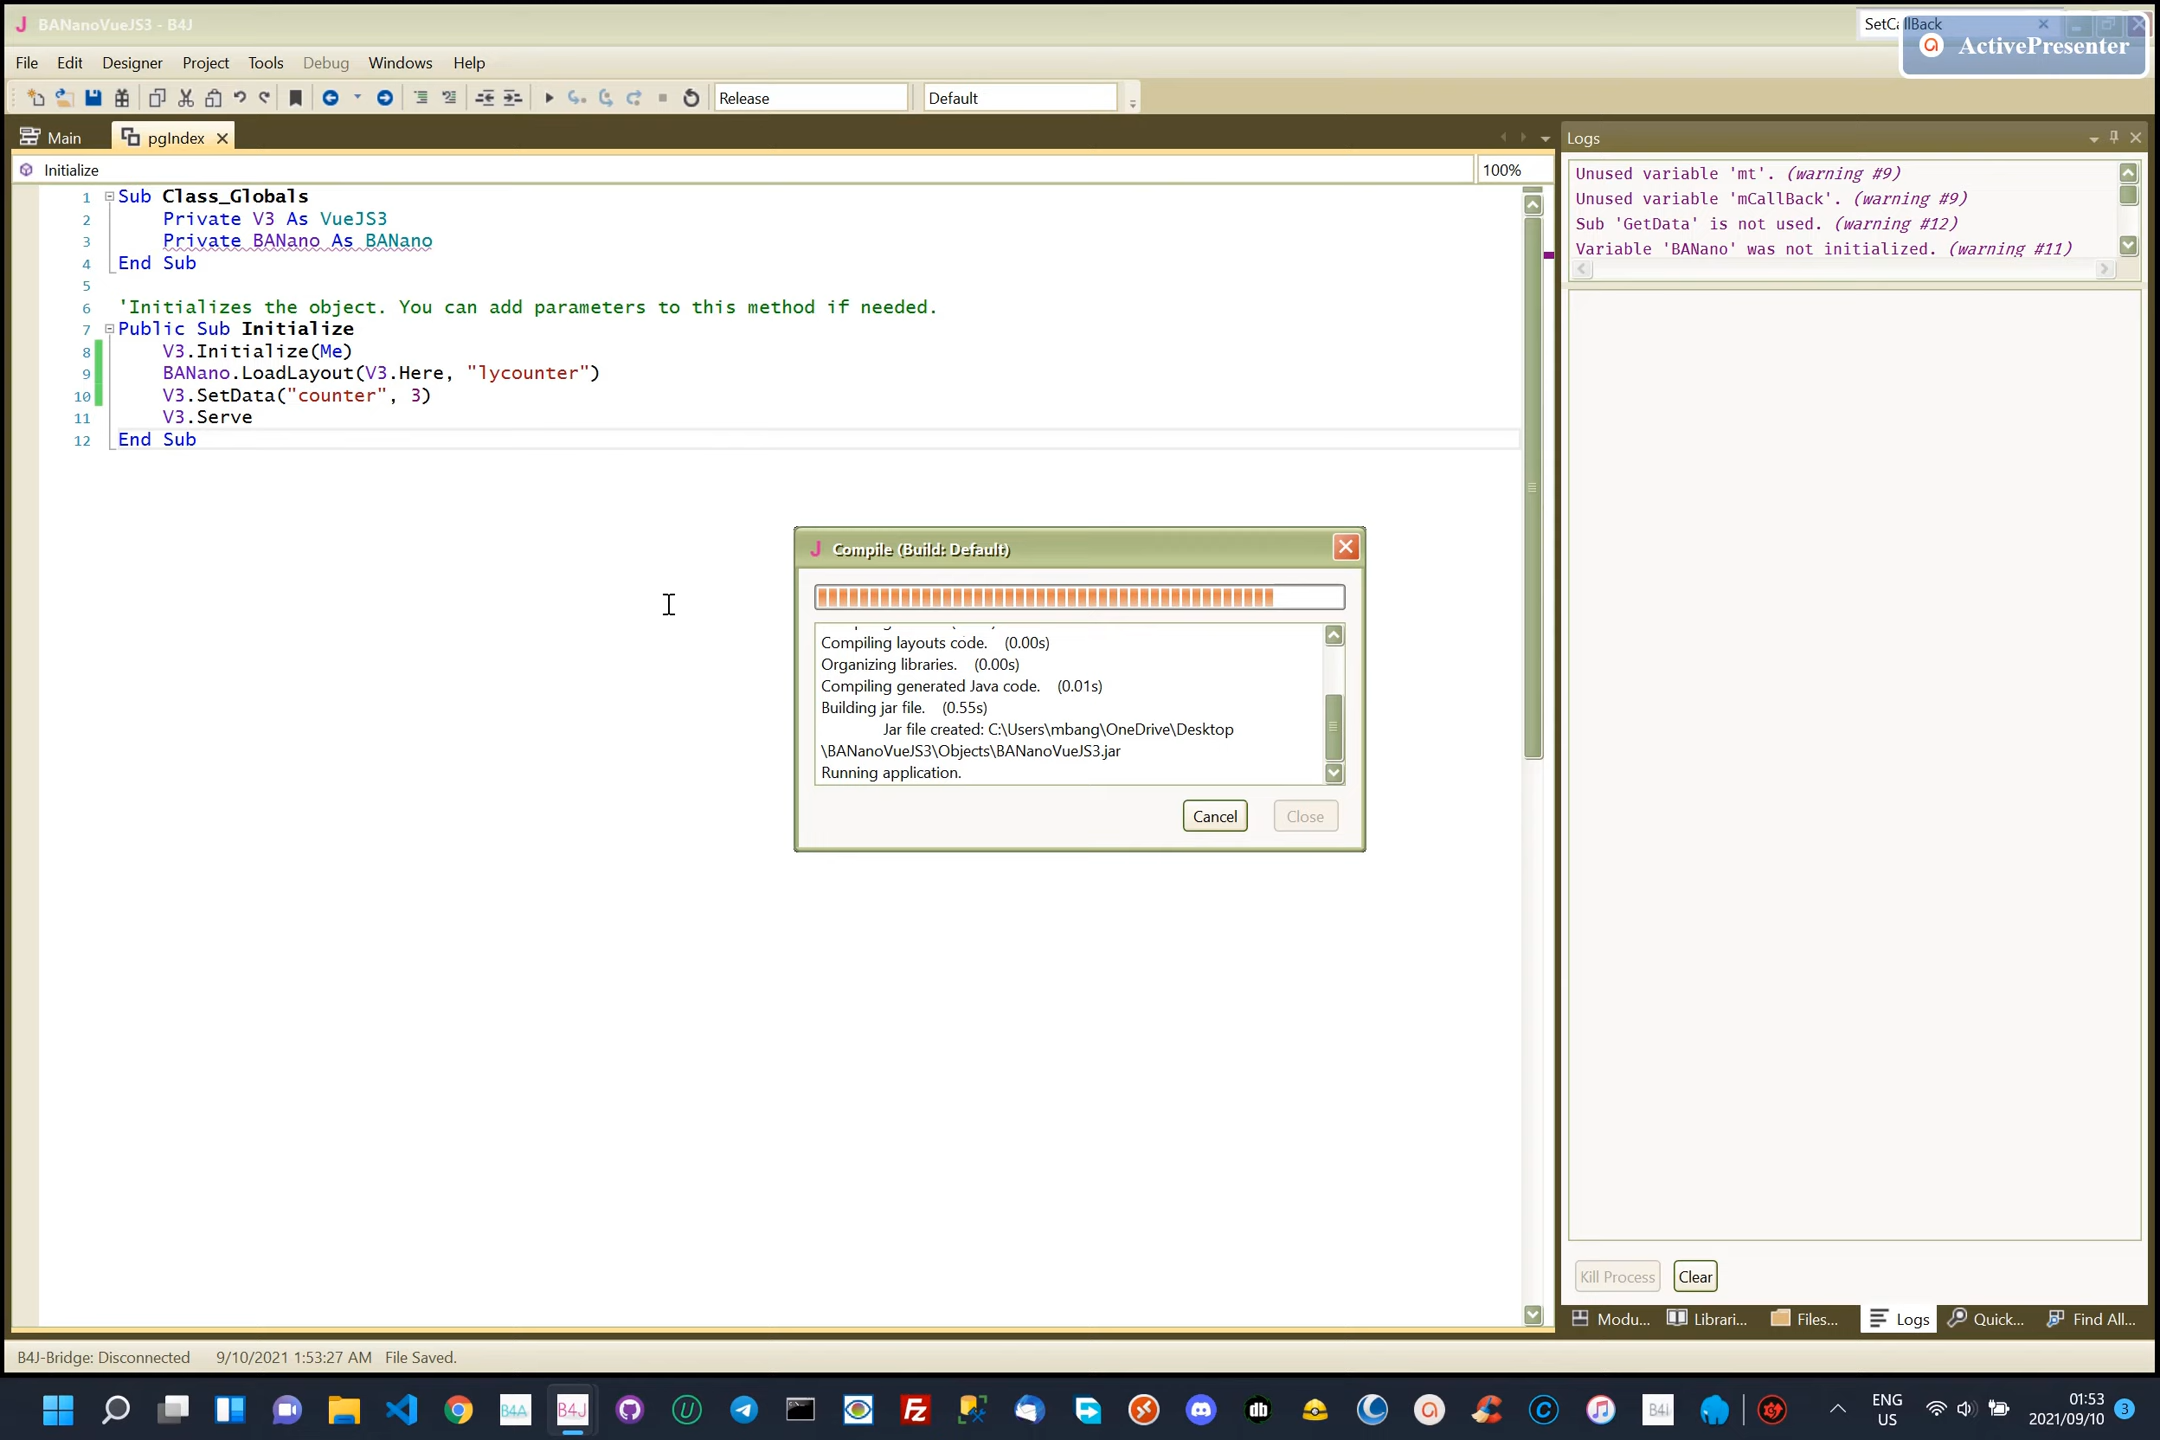 BANanoVueJS3 - B4J
SetCallBack
ActivePresenter
File Edit Designer Project Tools Debug Windows Help
Release Default
Main pgIndex
Logs
Initialize 100%
1 Sub Class_Globals
2 Private V3 As VueJS3
3 Private BANano As BANano
4 End Sub
5
6 'Initializes the object. You can add parameters to this method if needed.
7 Public Sub Initialize
8 V3.Initialize(Me)
9 BANano.LoadLayout(V3.Here, "lycounter")
10 V3.SetData("counter", 3)
11 V3.Serve
12 End Sub
Unused variable 'mt'. (warning #9)
Unused variable 'mCallBack'. (warning #9)
Sub 'GetData' is not used. (warning #12)
Variable 'BANano' was not initialized. (warning #11)
Compile (Build: Default)
Compiling layouts code. (0.00s)
Organizing libraries. (0.00s)
Compiling generated Java code. (0.01s)
Building jar file. (0.55s)
Jar file created: C:\Users\mbang\OneDrive\Desktop
\BANanoVueJS3\Objects\BANanoVueJS3.jar
Running application.
Cancel Close
Kill Process Clear
Modu... Librari... Files... Logs Quick... Find All...
B4J-Bridge: Disconnected 9/10/2021 1:53:27 AM File Saved.
B4A B4J FZ db B4I
ENG
US
01:53
2021/09/10
3